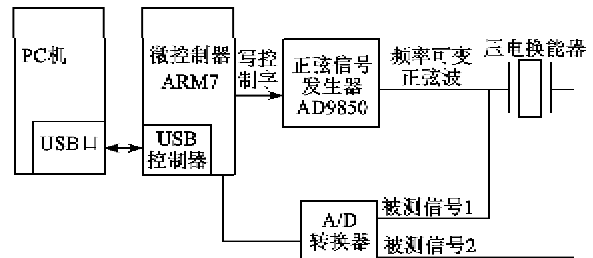 PC机
USB口
微控制器
ARM7
USB
控制器
写控
制字
正弦信号
发生器
AD9850
频率可变
正弦波
电换能器
A/D
转换器
被测信号1
被测信号2